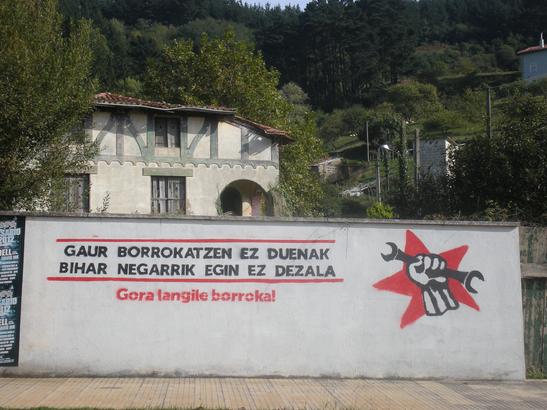 GAUR BORROKATZEN EZ DUENAK
BIHAR NEGARRIK EGIN EZ DEZALA
Gora langile borroka!